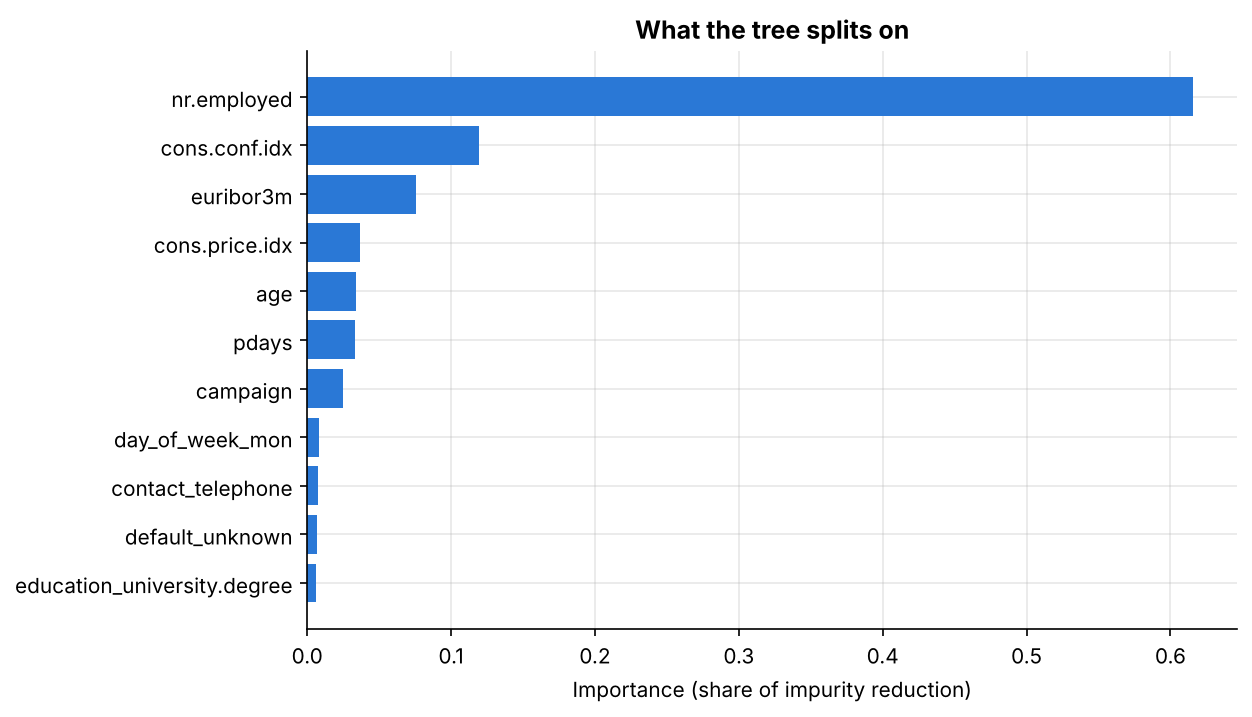 What the tree splits on
nr.employed
cons.conf.idx
euribor3m
cons.price.idx
age
pdays
campaign
day_of_week_mon
contact_telephone
default_unknown
education_university.degree
0.0 0.1 0.2 0.3 0.4 0.5 0.6
Importance (share of impurity reduction)